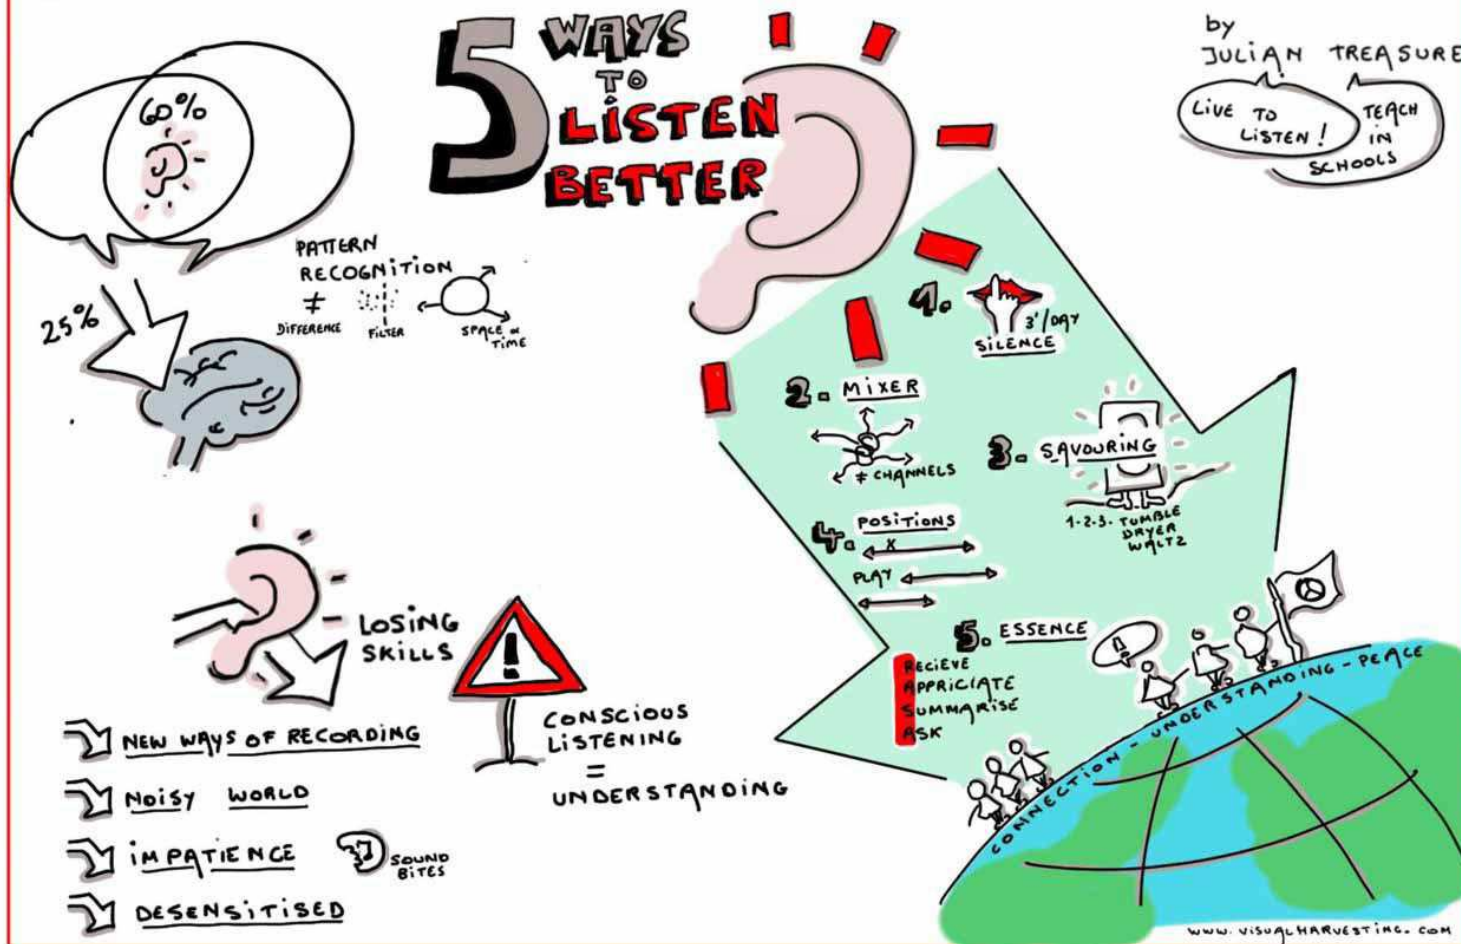 5 WAYS
TO
LISTEN
BETTER
by
JULIAN TREASURE
LIVE TO
LISTEN!
TEACH
IN
SCHOOLS
60%
25%
PATTERN
RECOGNITION
≠
DIFFERENCE
FILTER
SPACE &
TIME
1.
3'/DAY
SILENCE
2. MIXER
≠ CHANNELS
3. SAVOURING
1-2-3. TUMBLE
DRYER
WALTZ
4. POSITIONS
X
PLAY
5. ESSENCE
RECIEVE
APPRICIATE
SUMMARISE
ASK
LOSING
SKILLS
NEW WAYS OF RECORDING
NOISY WORLD
IMPATIENCE
SOUND
BITES
DESENSITISED
!
CONSCIOUS
LISTENING
=
UNDERSTANDING
CONNECTION - UNDERSTANDING - PEACE
WWW.VISUALHARVESTING.COM